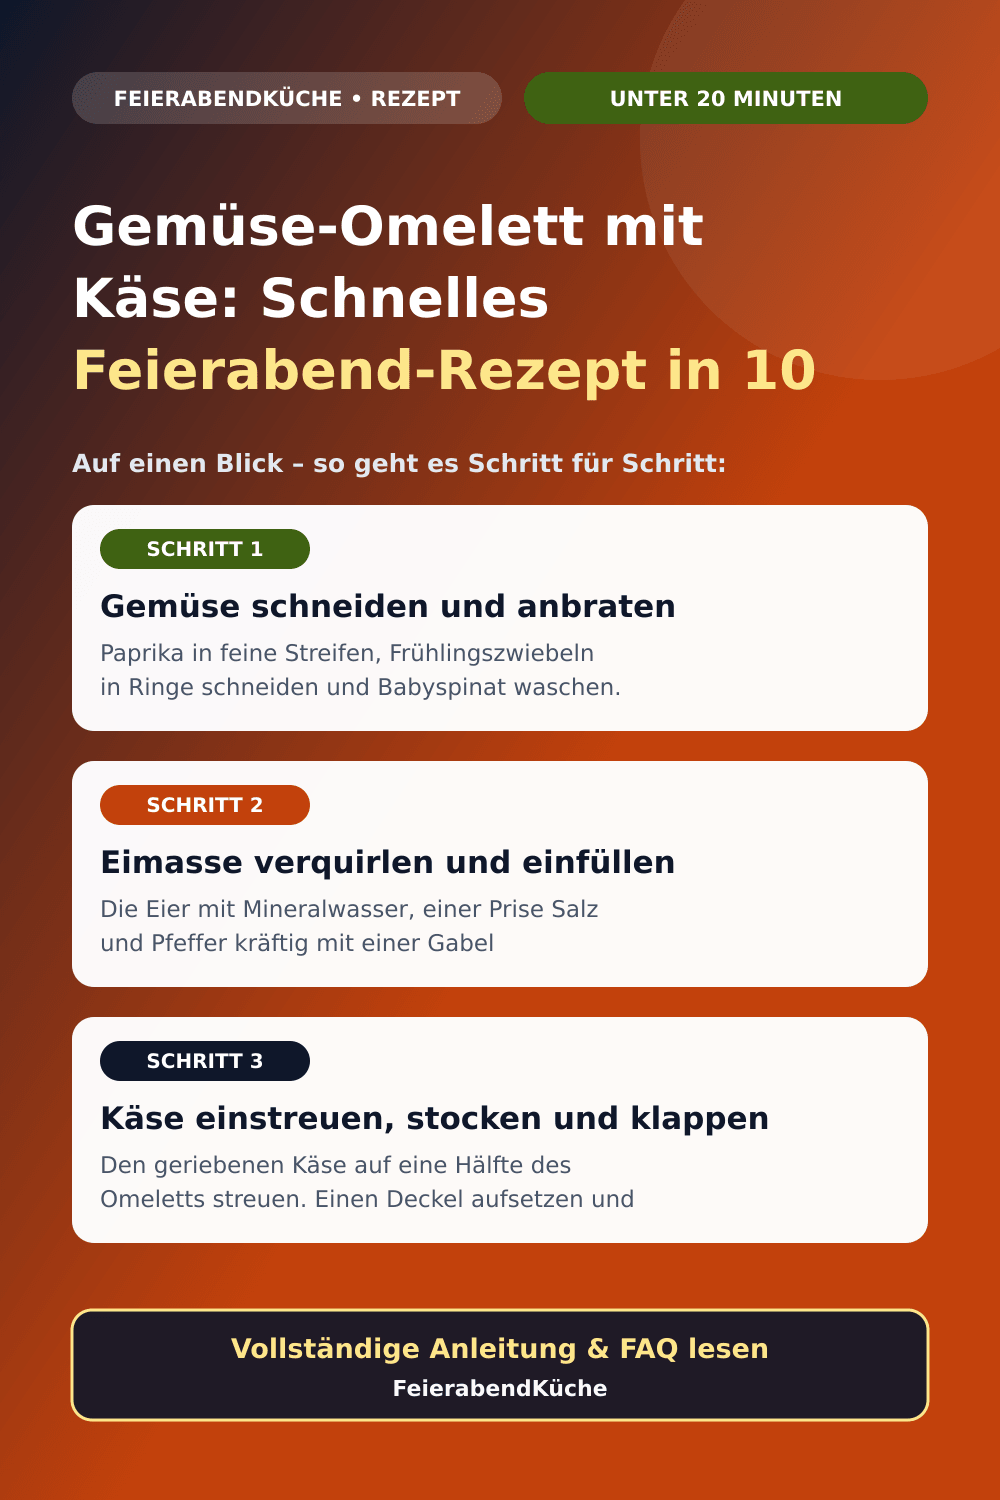 FEIERABENDKÜCHE • REZEPT
UNTER 20 MINUTEN
Gemüse-Omelett mit
Käse: Schnelles
Feierabend-Rezept in 10
Auf einen Blick – so geht es Schritt für Schritt:
SCHRITT 1
Gemüse schneiden und anbraten
Paprika in feine Streifen, Frühlingszwiebeln
in Ringe schneiden und Babyspinat waschen.
SCHRITT 2
Eimasse verquirlen und einfüllen
Die Eier mit Mineralwasser, einer Prise Salz
und Pfeffer kräftig mit einer Gabel
SCHRITT 3
Käse einstreuen, stocken und klappen
Den geriebenen Käse auf eine Hälfte des
Omeletts streuen. Einen Deckel aufsetzen und
Vollständige Anleitung & FAQ lesen
FeierabendKüche